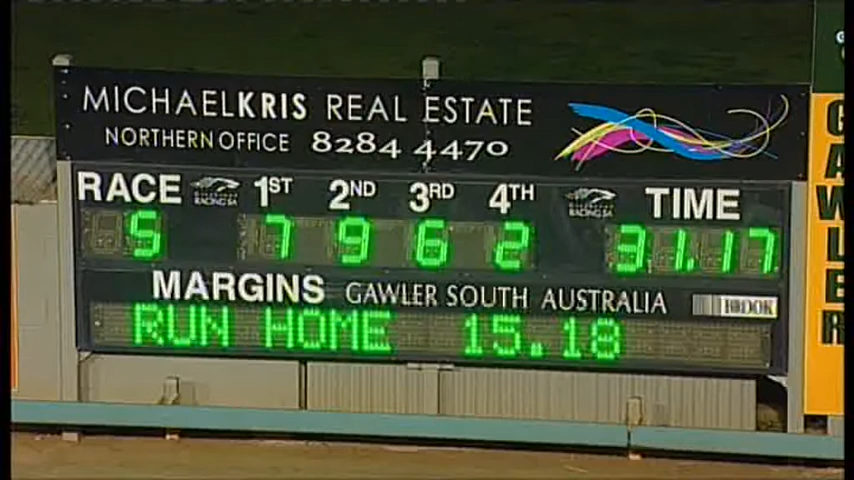 MICHAELKRIS REAL ESTATE
NORTHERN OFFICE 8284 4470
RACE 1ST 2ND 3RD 4TH TIME
5 7 9 6 2 31.17
MARGINS GAWLER SOUTH AUSTRALIA
RUN HOME 15.18
GAWLER